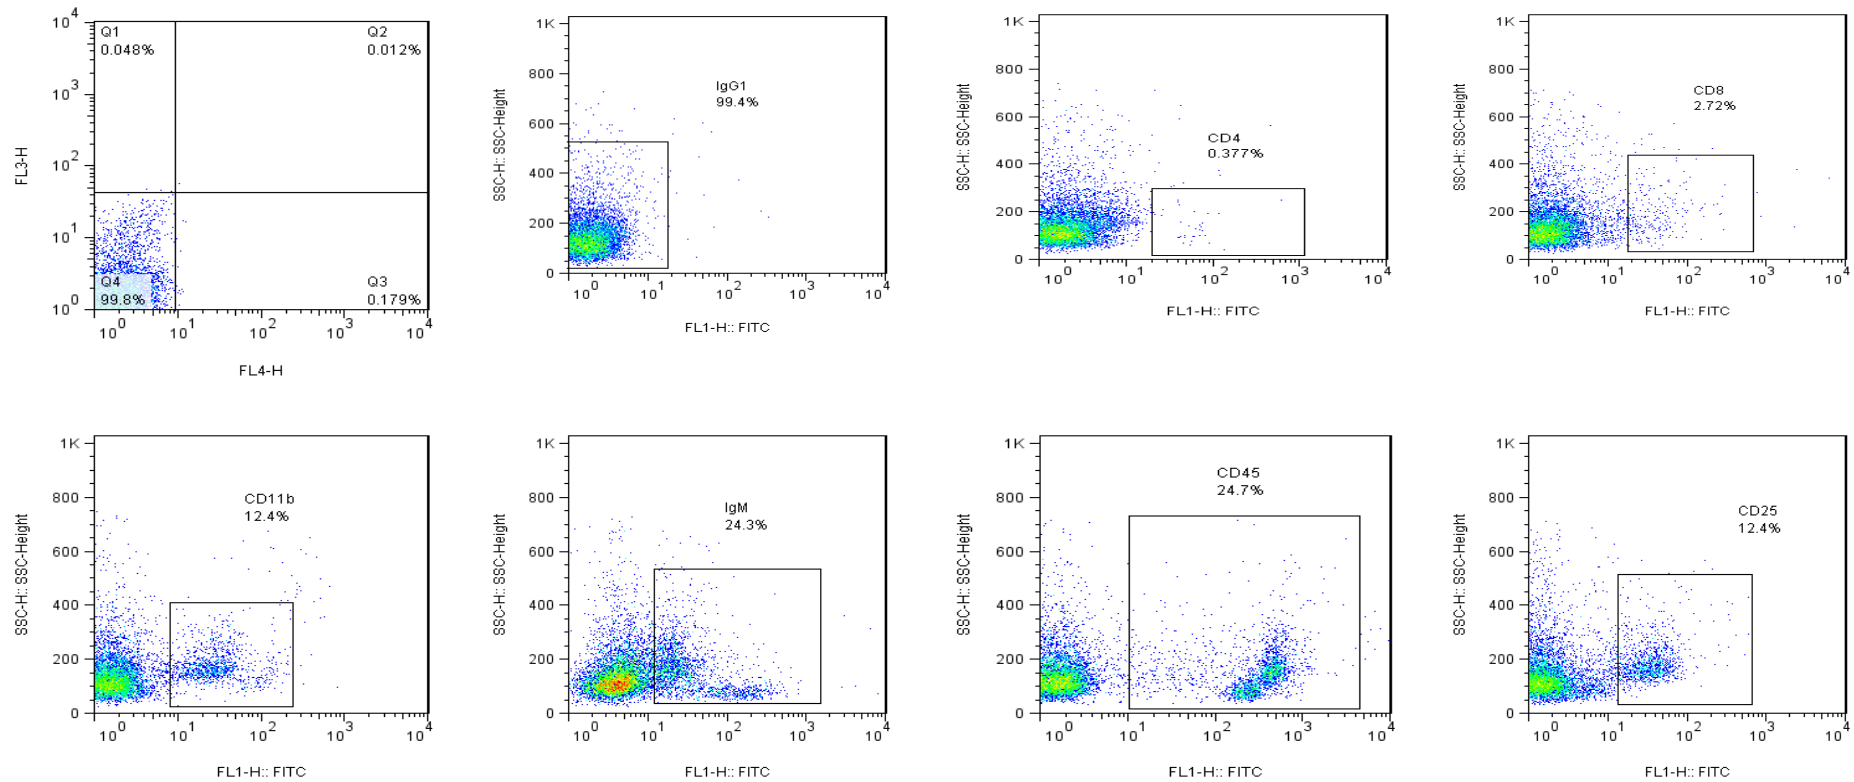 10^4
10^3
10^2
10^1
10^0
FL3-H
Q1
0.048%
Q2
0.012%
Q4
99.8%
Q3
0.179%
10^0 10^1 10^2 10^3 10^4
FL4-H
1K
800
600
400
200
0
SSC-H:: SSC-Height
IgG1
99.4%
10^0 10^1 10^2 10^3 10^4
FL1-H:: FITC
1K
800
600
400
200
0
SSC-H:: SSC-Height
CD4
0.377%
10^0 10^1 10^2 10^3 10^4
FL1-H:: FITC
1K
800
600
400
200
0
SSC-H:: SSC-Height
CD8
2.72%
10^0 10^1 10^2 10^3 10^4
FL1-H:: FITC
1K
800
600
400
200
0
SSC-H:: SSC-Height
CD11b
12.4%
10^0 10^1 10^2 10^3 10^4
FL1-H:: FITC
1K
800
600
400
200
0
SSC-H:: SSC-Height
IgM
24.3%
10^0 10^1 10^2 10^3 10^4
FL1-H:: FITC
1K
800
600
400
200
0
SSC-H:: SSC-Height
CD45
24.7%
10^0 10^1 10^2 10^3 10^4
FL1-H:: FITC
1K
800
600
400
200
0
SSC-H:: SSC-Height
CD25
12.4%
10^0 10^1 10^2 10^3 10^4
FL1-H:: FITC